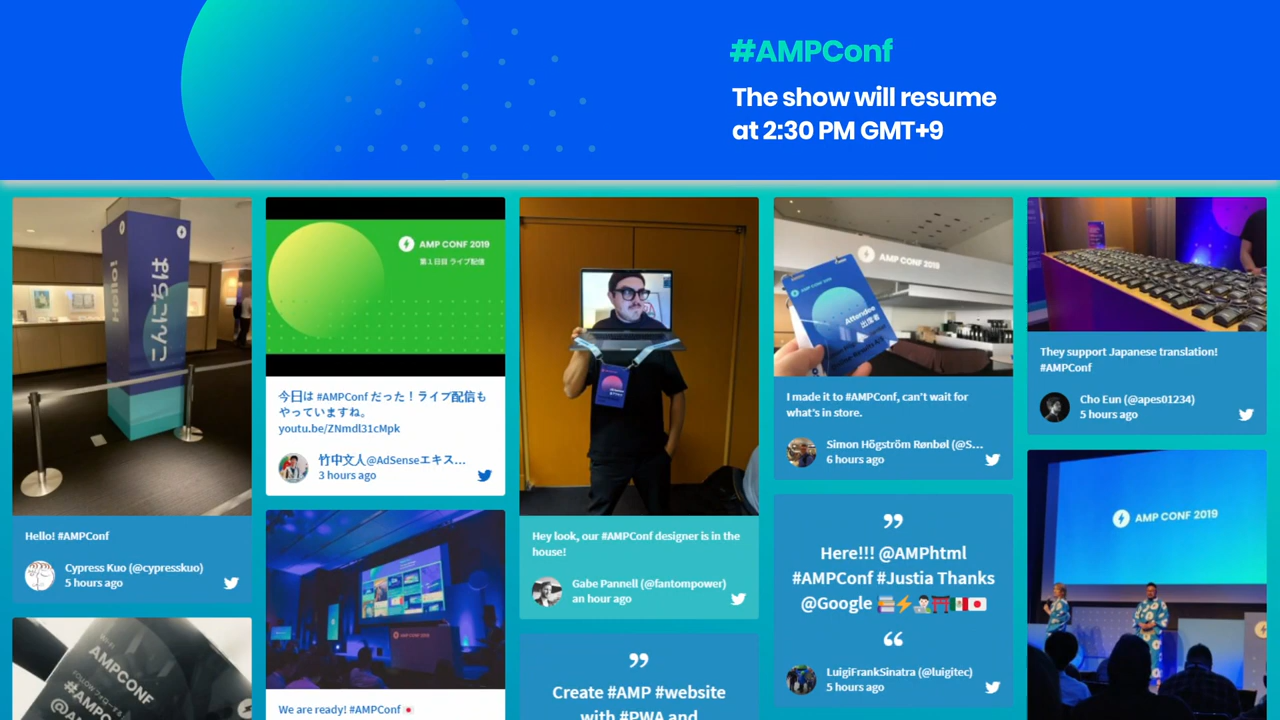 #AMPConf
The show will resume
at 2:30 PM GMT+9
こんにちは
Hello!
Hello! #AMPConf
Cypress Kuo (@cypresskuo)
5 hours ago
AMPCONF
#AMPCONF
AMP CONF 2019
第1日目 ライブ配信
今日は #AMPConf だった！ライブ配信も
やっていますね。
youtu.be/ZNmdl31cMpk
竹中文人@AdSenseエキス...
3 hours ago
We are ready! #AMPConf 🇯🇵
Hey look, our #AMPConf designer is in the
house!
Gabe Pannell (@fantompower)
an hour ago
”
Create #AMP #website
with #PWA and
AMP CONF 2019
Attendee
出席者
I made it to #AMPConf, can't wait for
what's in store.
Simon Högström Rønbøl (@S...
6 hours ago
”
Here!!! @AMPhtml
#AMPConf #Justia Thanks
@Google 📚⚡👨🏻‍💻⛩🇲🇽🇯🇵
“
LuigiFrankSinatra (@luigitec)
5 hours ago
They support Japanese translation!
#AMPConf
Cho Eun (@apes01234)
5 hours ago
AMP CONF 2019